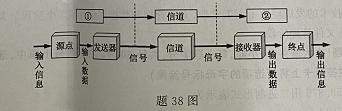 ① 信道 ②
源点 发送器 信道 接收器 终点
输入信息 输入数据 信号 信号 输出数据 输出信息
题 38 图